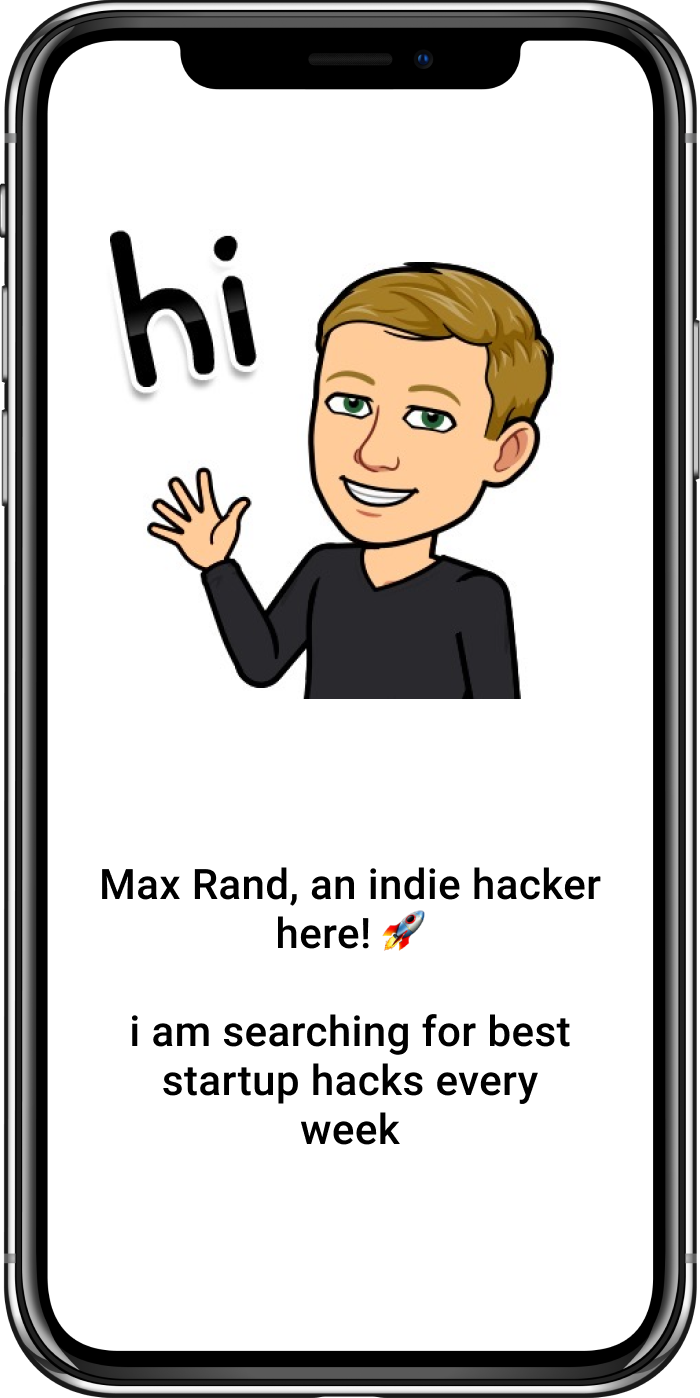 hi
Max Rand, an indie hacker
here! 🚀
i am searching for best
startup hacks every
week